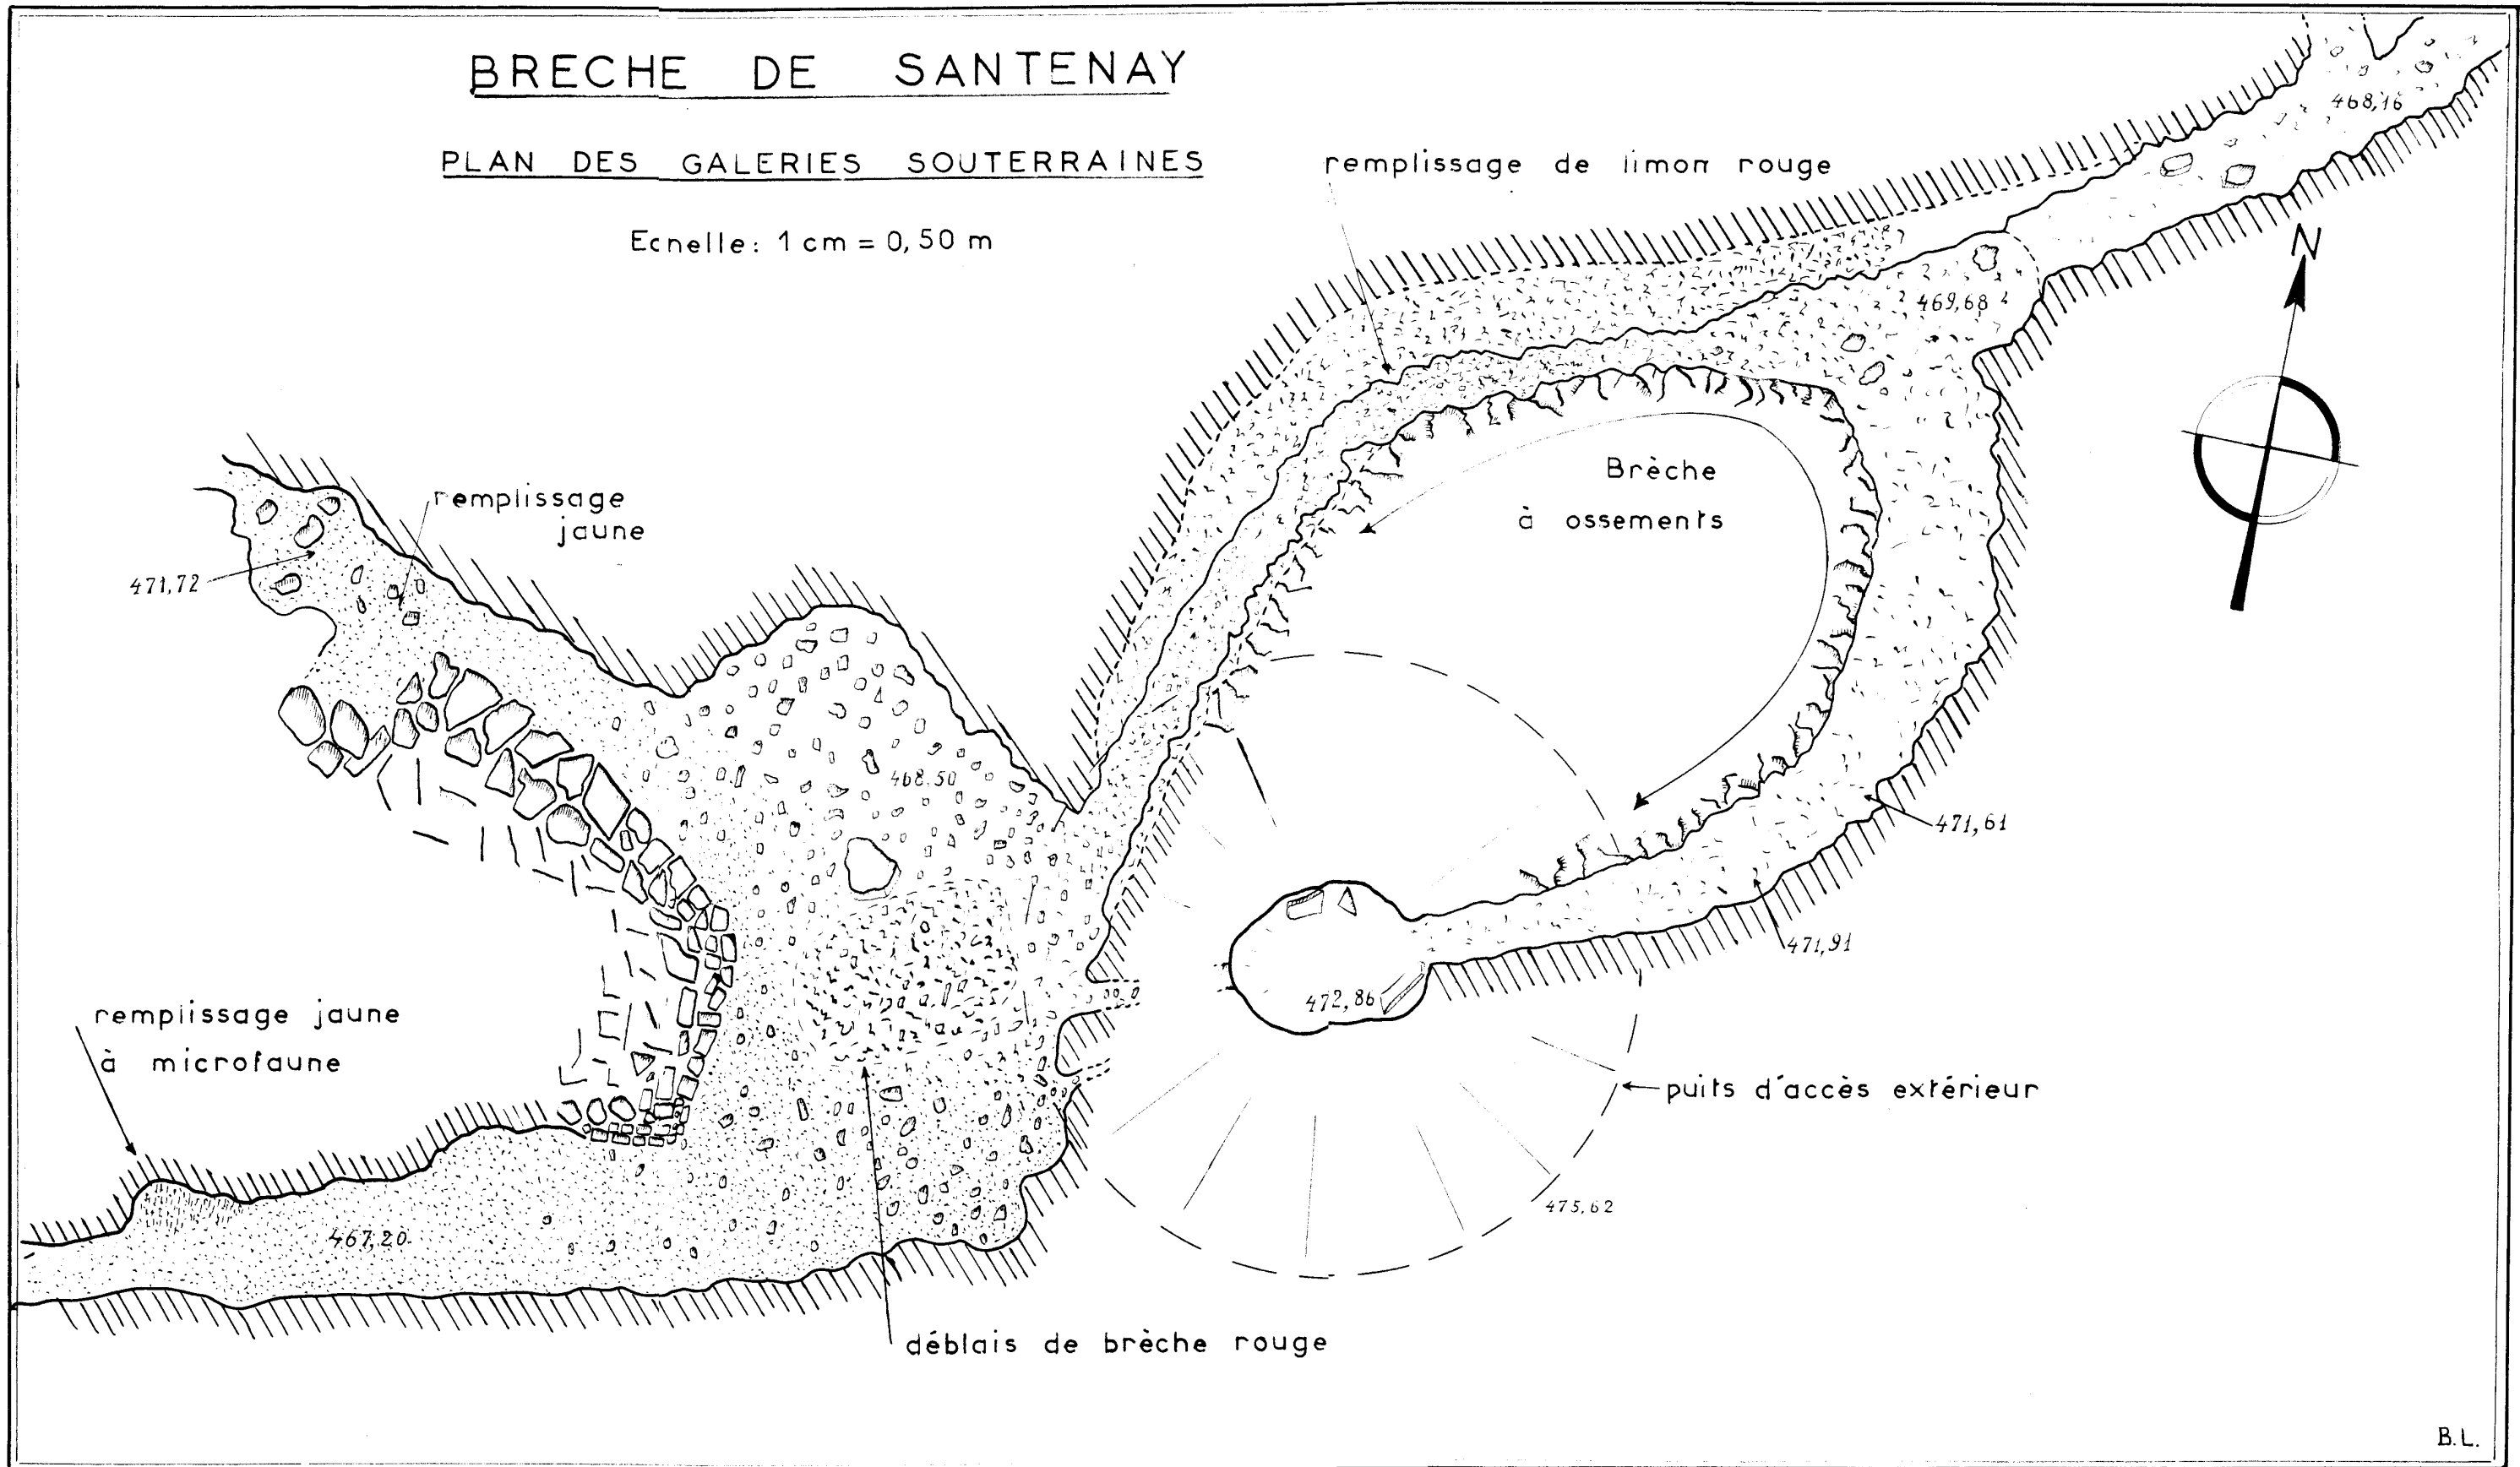 BRECHE DE SANTENAY
PLAN DES GALERIES SOUTERRAINES
Ecnelle: 1 cm = 0,50 m
remplissage de limon rouge
468,16
N
469,68
Brèche
à ossements
remplissage
jaune
471,72
468,50
471,61
471,91
472,86
remplissage jaune
à microfaune
puits d'accès extérieur
475,62
467,20
déblais de brèche rouge
B.L.